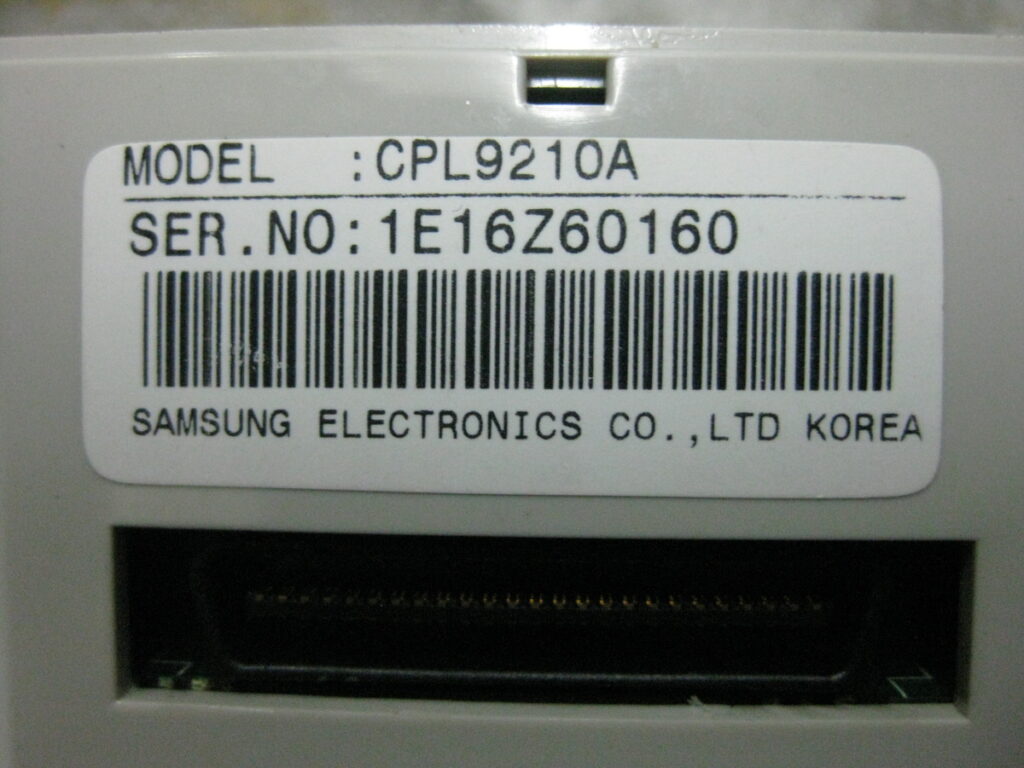 MODEL :CPL9210A
SER.NO:1E16Z60160
SAMSUNG ELECTRONICS CO.,LTD KOREA